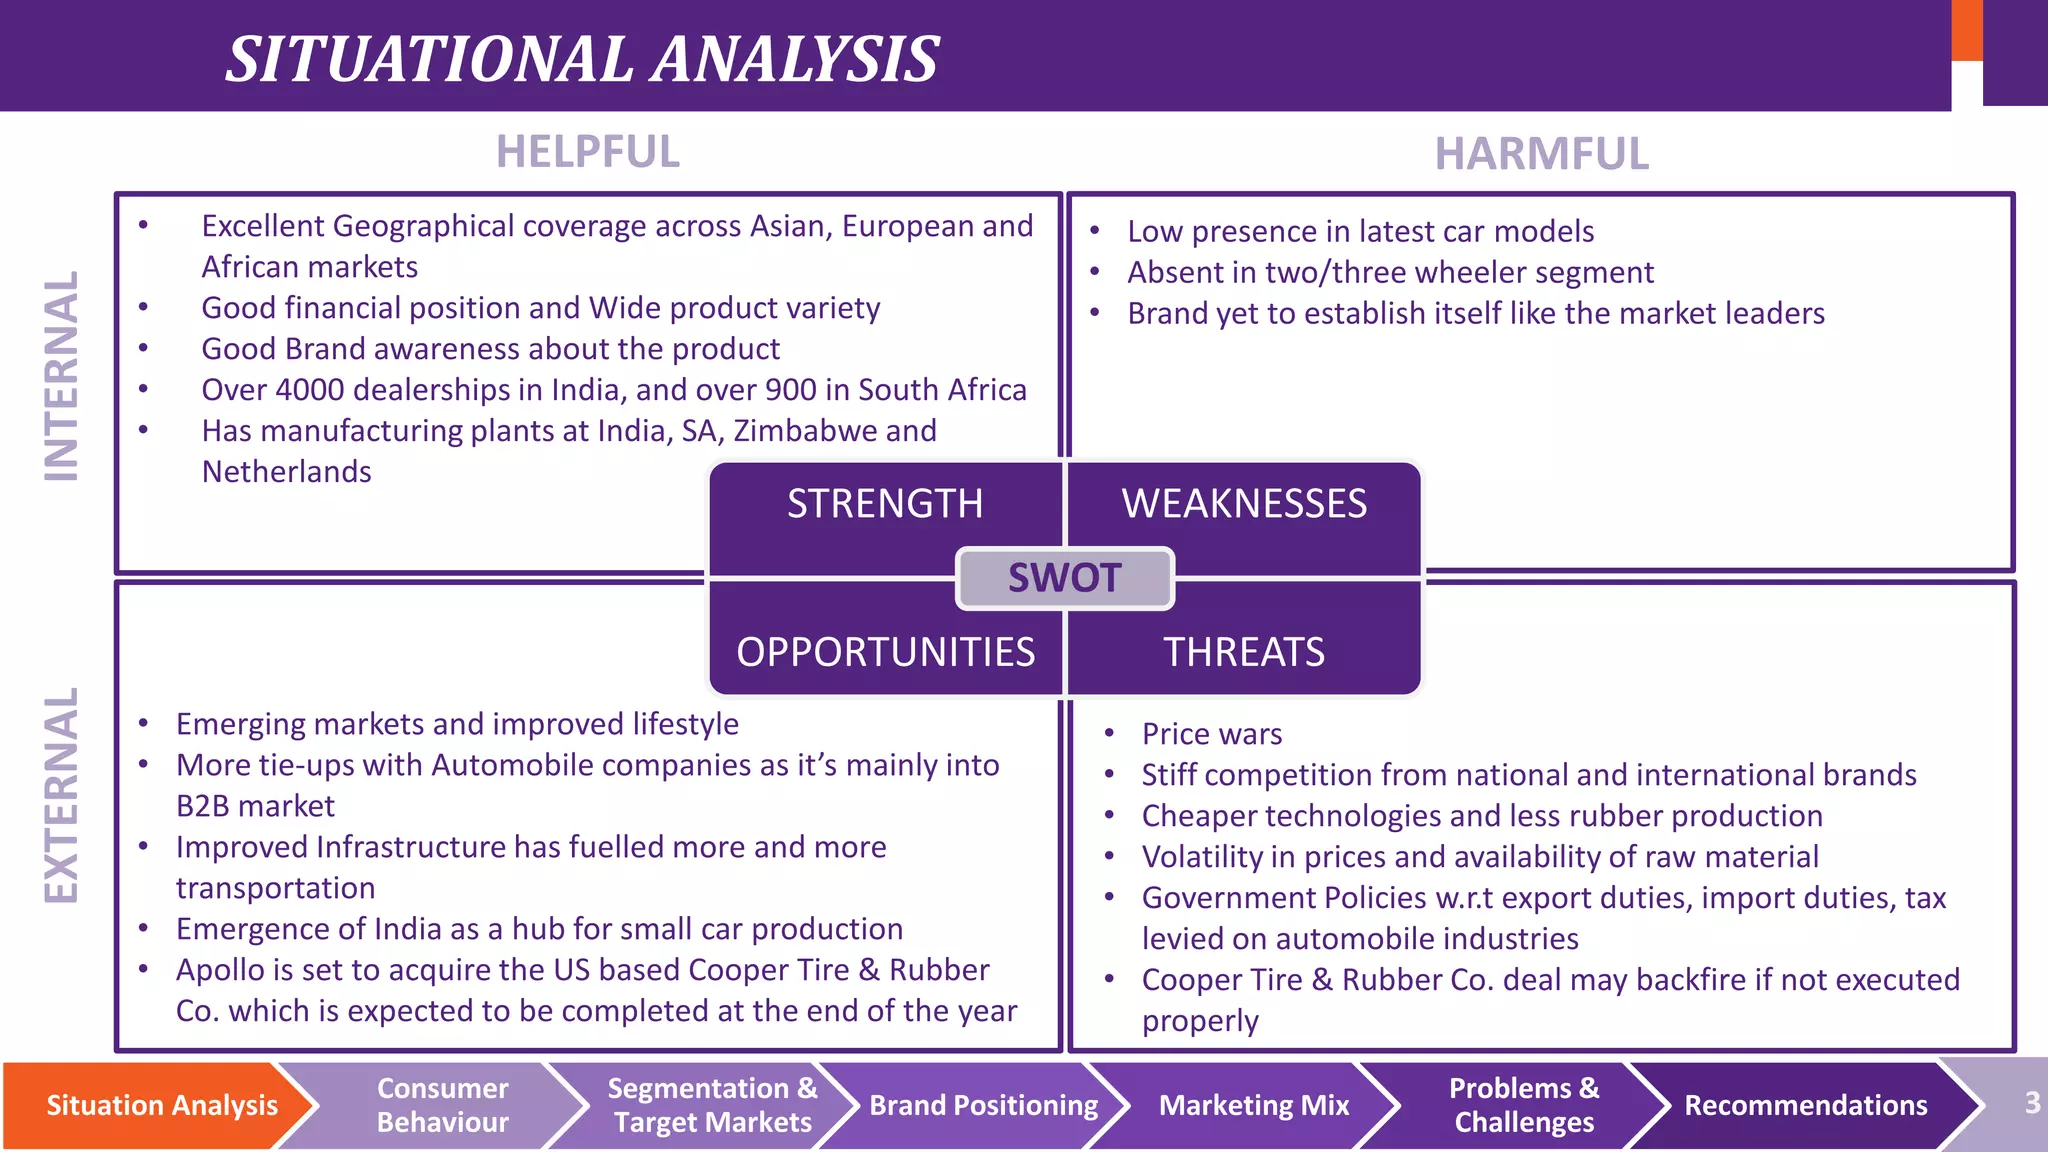 SITUATIONAL ANALYSIS
HELPFUL
HARMFUL
INTERNAL
• Excellent Geographical coverage across Asian, European and
African markets
• Good financial position and Wide product variety
• Good Brand awareness about the product
• Over 4000 dealerships in India, and over 900 in South Africa
• Has manufacturing plants at India, SA, Zimbabwe and
Netherlands
• Low presence in latest car models
• Absent in two/three wheeler segment
• Brand yet to establish itself like the market leaders
STRENGTH
WEAKNESSES
SWOT
OPPORTUNITIES
THREATS
EXTERNAL
• Emerging markets and improved lifestyle
• More tie-ups with Automobile companies as it’s mainly into
B2B market
• Improved Infrastructure has fuelled more and more
transportation
• Emergence of India as a hub for small car production
• Apollo is set to acquire the US based Cooper Tire & Rubber
Co. which is expected to be completed at the end of the year
• Price wars
• Stiff competition from national and international brands
• Cheaper technologies and less rubber production
• Volatility in prices and availability of raw material
• Government Policies w.r.t export duties, import duties, tax
levied on automobile industries
• Cooper Tire & Rubber Co. deal may backfire if not executed
properly
Situation Analysis
Consumer
Behaviour
Segmentation &
Target Markets
Brand Positioning
Marketing Mix
Problems &
Challenges
Recommendations
3